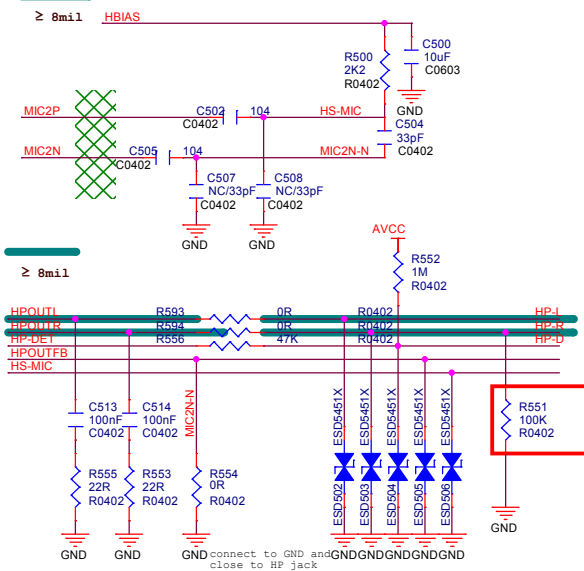 ≥ 8mil
HBIAS
R500
2K2
R0402
C500
10uF
C0603
GND
MIC2P
C502
104
HS-MIC
C0402
C504
33pF
C0402
MIC2N
C505
104
MIC2N-N
C0402
C507
NC/33pF
C0402
C508
NC/33pF
C0402
GND
GND
AVCC
≥ 8mil
R552
1M
R0402
HPOUTL
R593
0R
R0402
HP-L
HPOUTR
R594
0R
R0402
HP-R
HP-DET
R556
47K
R0402
HP-D
HPOUTFB
HS-MIC
C513
100nF
C0402
C514
100nF
C0402
MIC2N-N
ESD5451X
ESD5451X
ESD5451X
ESD5451X
ESD5451X
R551
100K
R0402
R555
22R
R0402
R553
22R
R0402
R554
0R
R0402
ESD502
ESD503
ESD504
ESD505
ESD506
GND
GND
GND
GND
GND
GND
GND
GND
GND
connect to GND and
close to HP jack